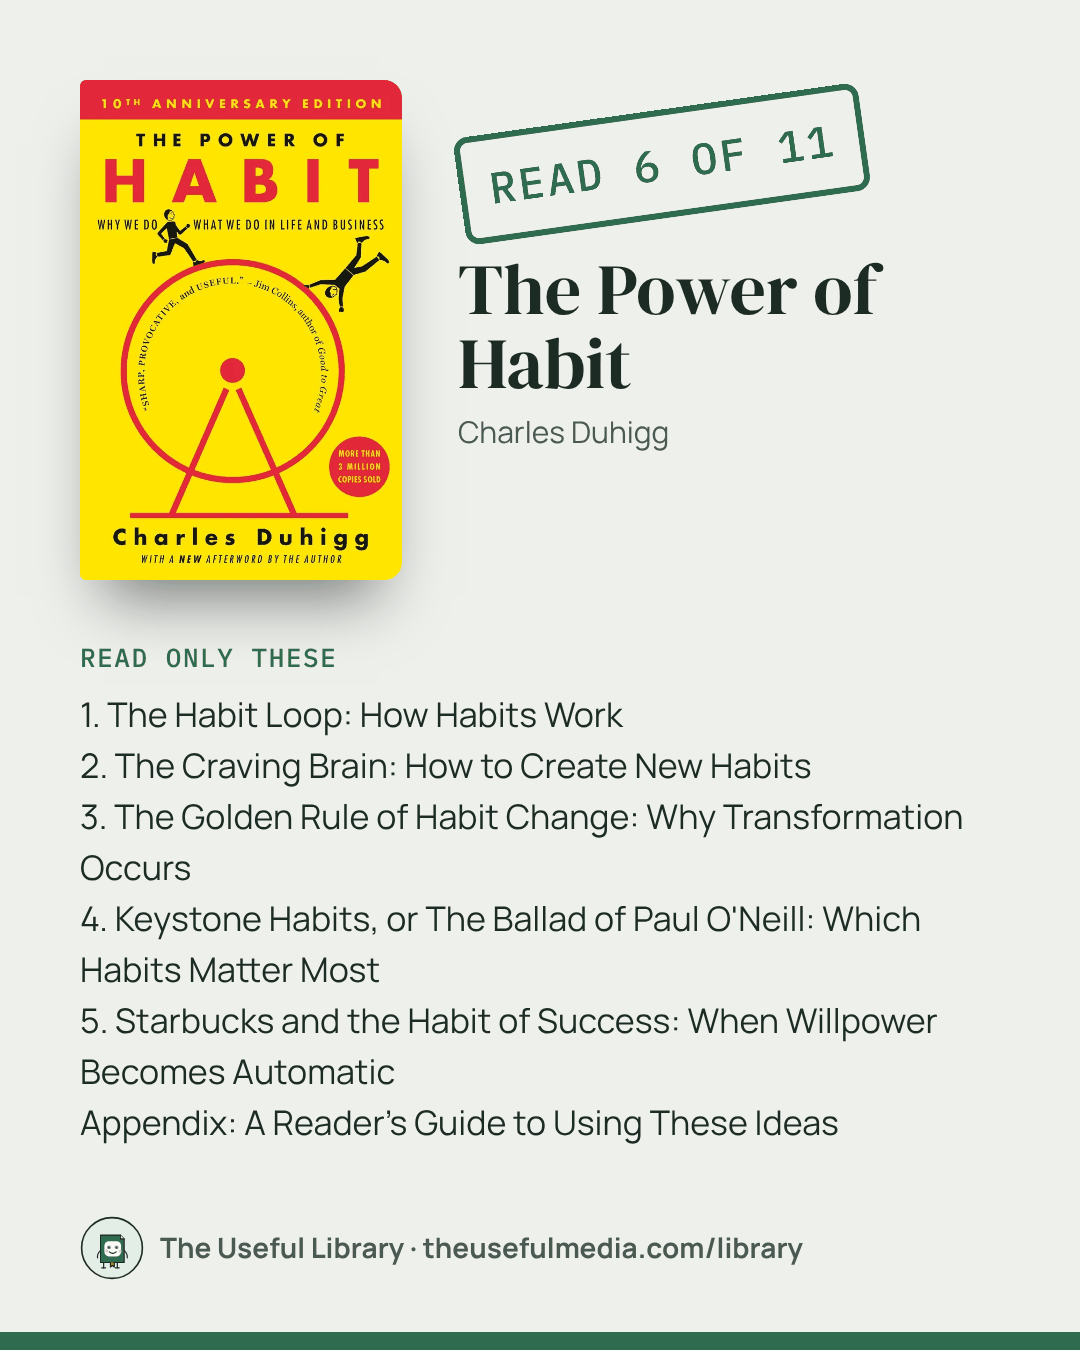 10TH ANNIVERSARY EDITION
THE POWER OF
HABIT
WHY WE DO WHAT WE DO IN LIFE AND BUSINESS
"SHARP, PROVOCATIVE, and USEFUL." –Jim Collins, author of Good to Great
MORE THAN
3 MILLION
COPIES SOLD
Charles Duhigg
WITH A NEW AFTERWORD BY THE AUTHOR
READ 6 OF 11
The Power of
Habit
Charles Duhigg
READ ONLY THESE
1. The Habit Loop: How Habits Work
2. The Craving Brain: How to Create New Habits
3. The Golden Rule of Habit Change: Why Transformation
Occurs
4. Keystone Habits, or The Ballad of Paul O'Neill: Which
Habits Matter Most
5. Starbucks and the Habit of Success: When Willpower
Becomes Automatic
Appendix: A Reader’s Guide to Using These Ideas
The Useful Library · theusefulmedia.com/library